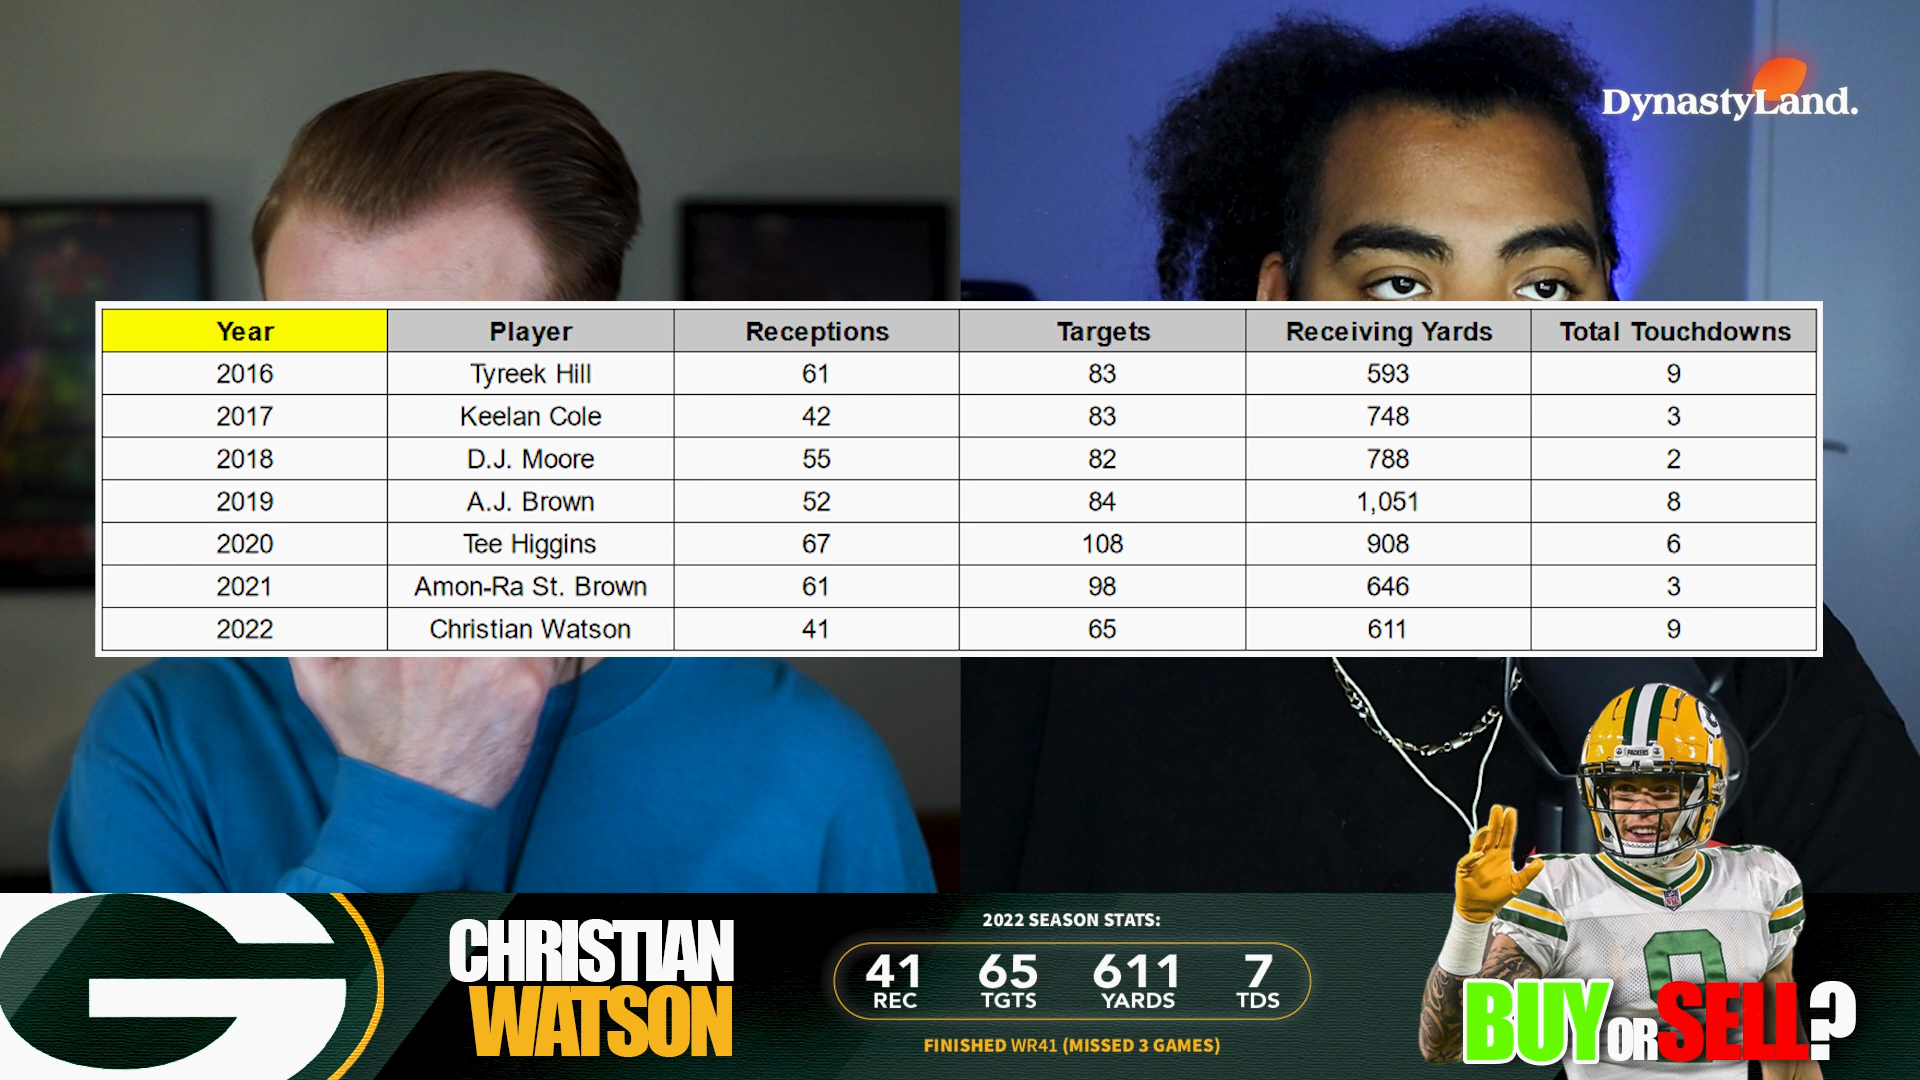 DynastyLand.
Year Player Receptions Targets Receiving Yards Total Touchdowns
2016 Tyreek Hill 61 83 593 9
2017 Keelan Cole 42 83 748 3
2018 D.J. Moore 55 82 788 2
2019 A.J. Brown 52 84 1,051 8
2020 Tee Higgins 67 108 908 6
2021 Amon-Ra St. Brown 61 98 646 3
2022 Christian Watson 41 65 611 9
PACKERS
CHRISTIAN
WATSON
2022 SEASON STATS:
41 65 611 7
REC TGTS YARDS TDS
FINISHED WR41 (MISSED 3 GAMES)
NFL
BUY OR SELL?